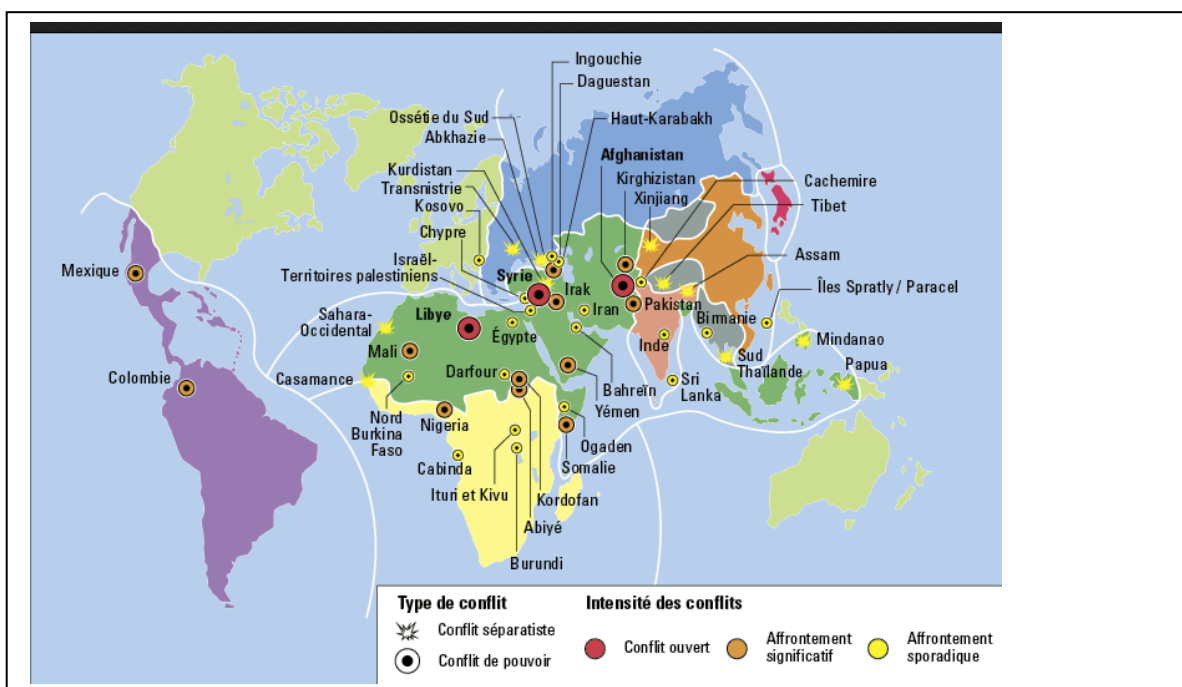 Ingouchie
Daguestan
Ossétie du Sud
Haut-Karabakh
Abkhazie
Afghanistan
Kurdistan
Kirghizistan
Cachemire
Transnistrie
Xinjiang
Kosovo
Tibet
Chypre
Israël-
Territoires palestiniens
Assam
Mexique
Syrie
Irak
Îles Spratly / Paracel
Iran
Pakistan
Birmanie
Sahara-
Occidental
Libye
Égypte
Inde
Mindanao
Mali
Sud
Thaïlande
Papua
Colombie
Casamance
Darfour
Bahreïn
Sri
Lanka
Yémen
Nord
Burkina
Faso
Nigeria
Ogaden
Cabinda
Somalie
Ituri et Kivu
Kordofan
Abiyé
Burundi
Type de conflit
Conflit séparatiste
Conflit de pouvoir
Intensité des conflits
Conflit ouvert
Affrontement
significatif
Affrontement
sporadique